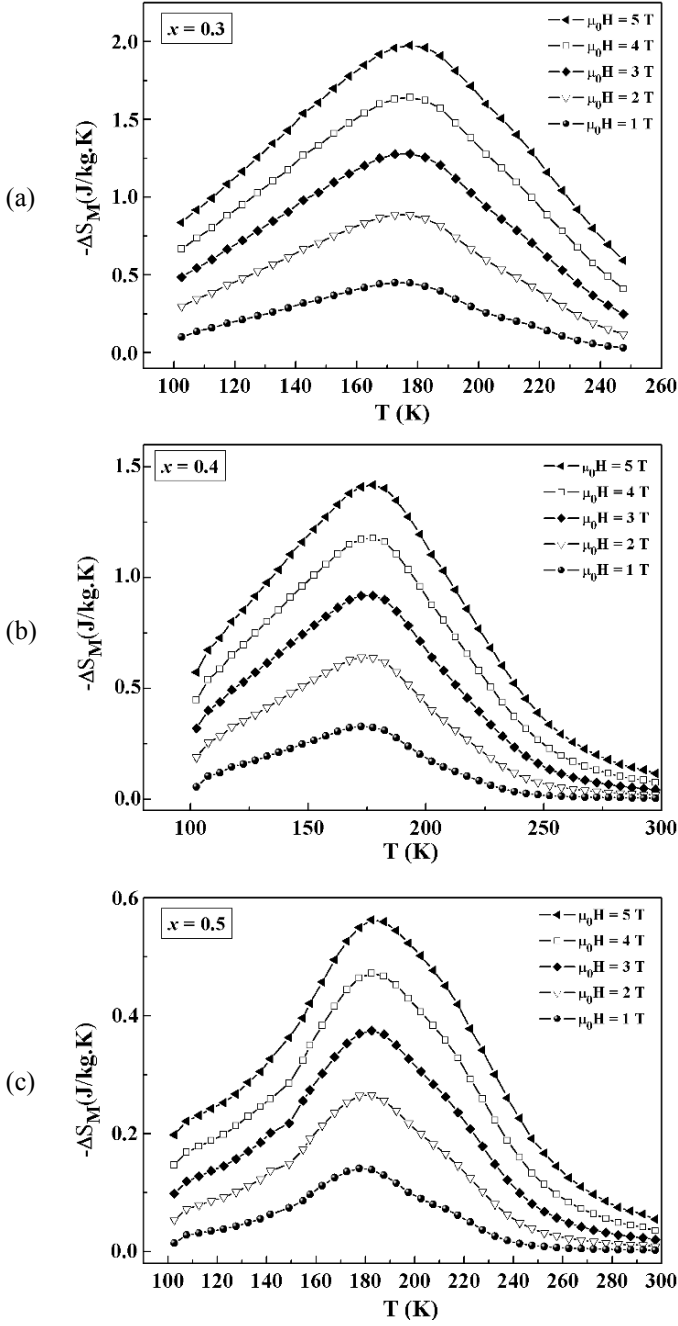 (a)
x = 0.3
μ₀H = 5 T
μ₀H = 4 T
μ₀H = 3 T
μ₀H = 2 T
μ₀H = 1 T
-ΔS_M(J/kg.K)
2.0
1.5
1.0
0.5
0.0
100 120 140 160 180 200 220 240 260
T (K)
(b)
x = 0.4
μ₀H = 5 T
μ₀H = 4 T
μ₀H = 3 T
μ₀H = 2 T
μ₀H = 1 T
-ΔS_M(J/kg.K)
1.5
1.0
0.5
0.0
100 150 200 250 300
T (K)
(c)
x = 0.5
μ₀H = 5 T
μ₀H = 4 T
μ₀H = 3 T
μ₀H = 2 T
μ₀H = 1 T
-ΔS_M(J/kg.K)
0.6
0.4
0.2
0.0
100 120 140 160 180 200 220 240 260 280 300
T (K)